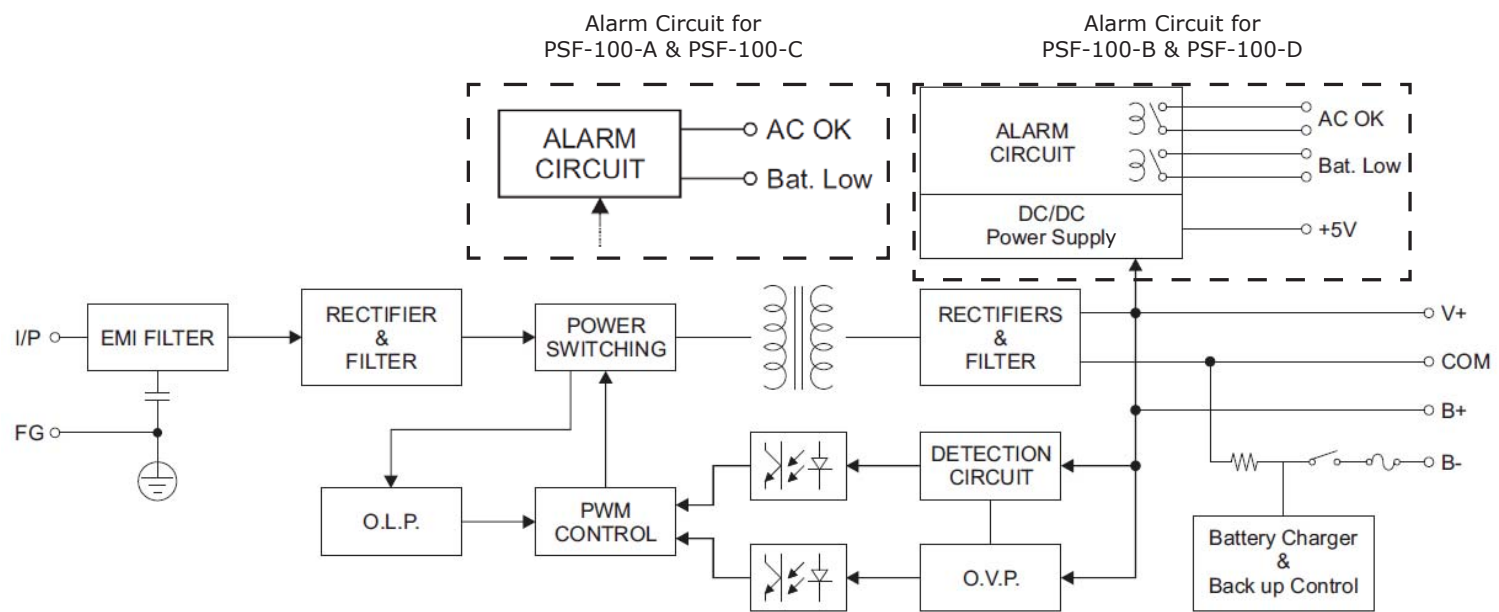 Alarm Circuit for
PSF-100-A & PSF-100-C
Alarm Circuit for
PSF-100-B & PSF-100-D
ALARM
CIRCUIT
AC OK
Bat. Low
ALARM
CIRCUIT
AC OK
Bat. Low
DC/DC
Power Supply
+5V
I/P
EMI FILTER
RECTIFIER
&
FILTER
POWER
SWITCHING
RECTIFIERS
&
FILTER
V+
COM
B+
B-
FG
O.L.P.
PWM
CONTROL
DETECTION
CIRCUIT
O.V.P.
Battery Charger
&
Back up Control